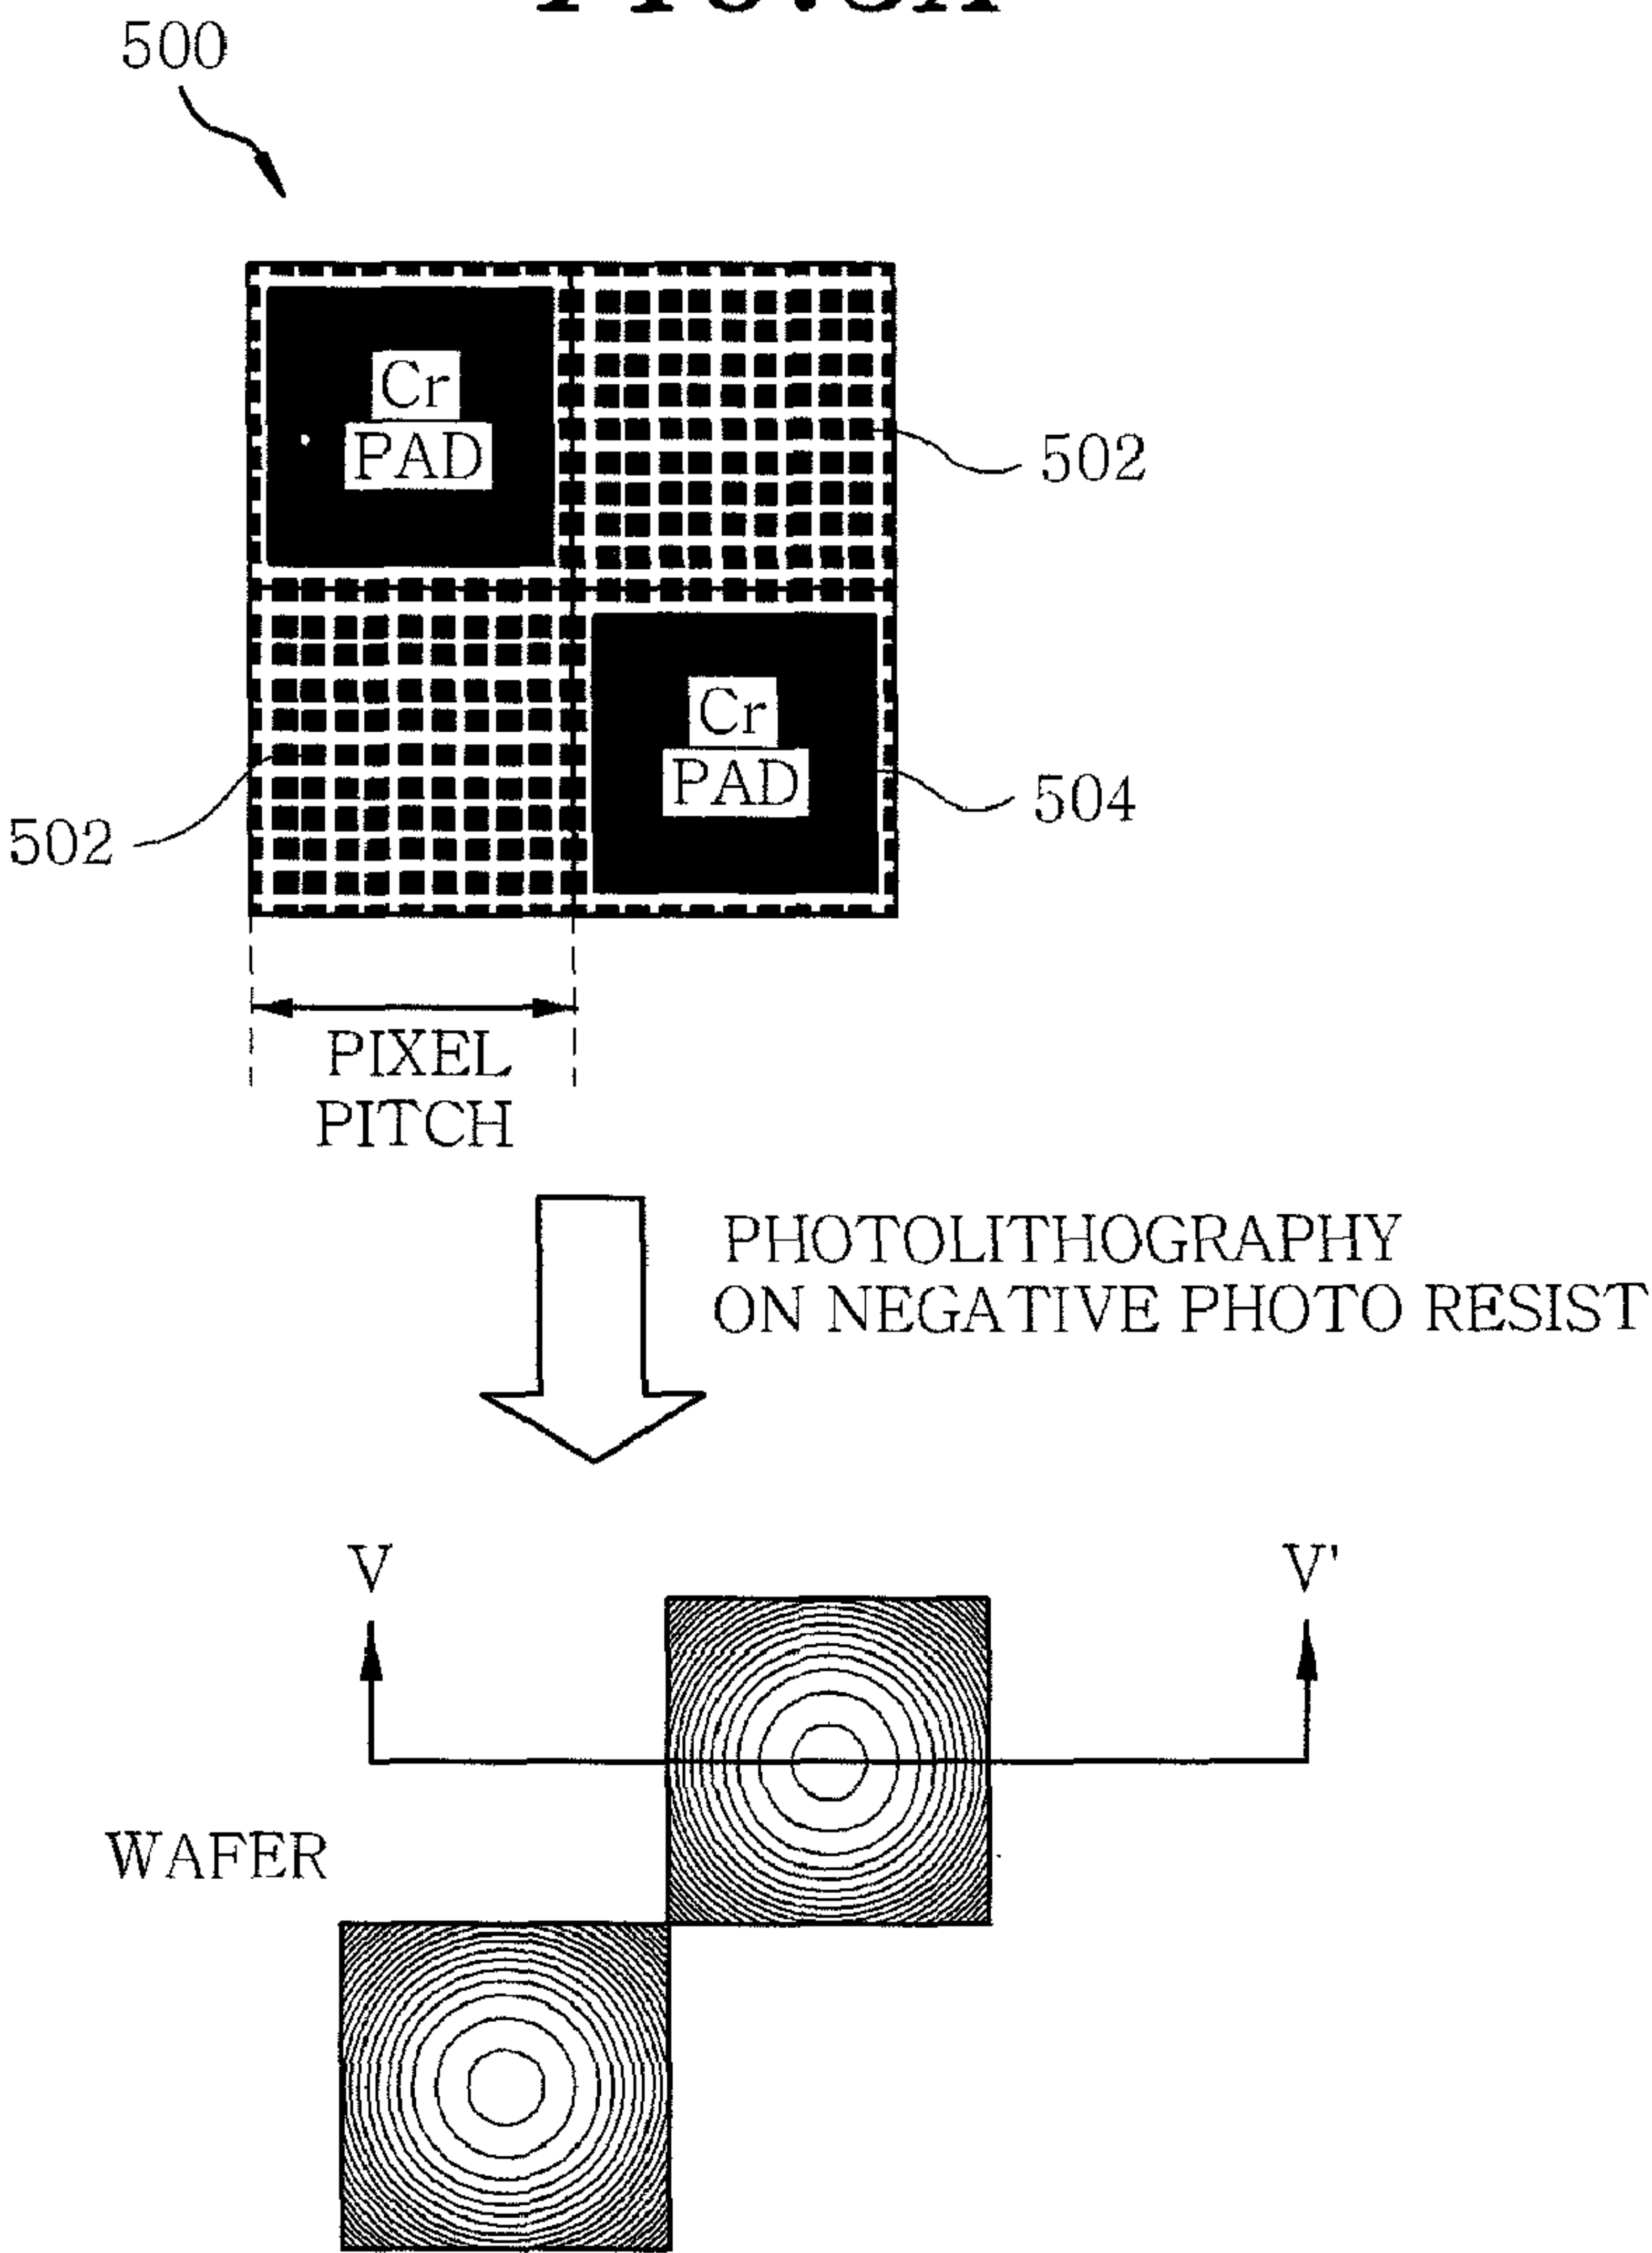 500
Cr
PAD
502
Cr
PAD
504
502
PIXEL
PITCH
PHOTOLITHOGRAPHY
ON NEGATIVE PHOTO RESIST
V
V'
WAFER